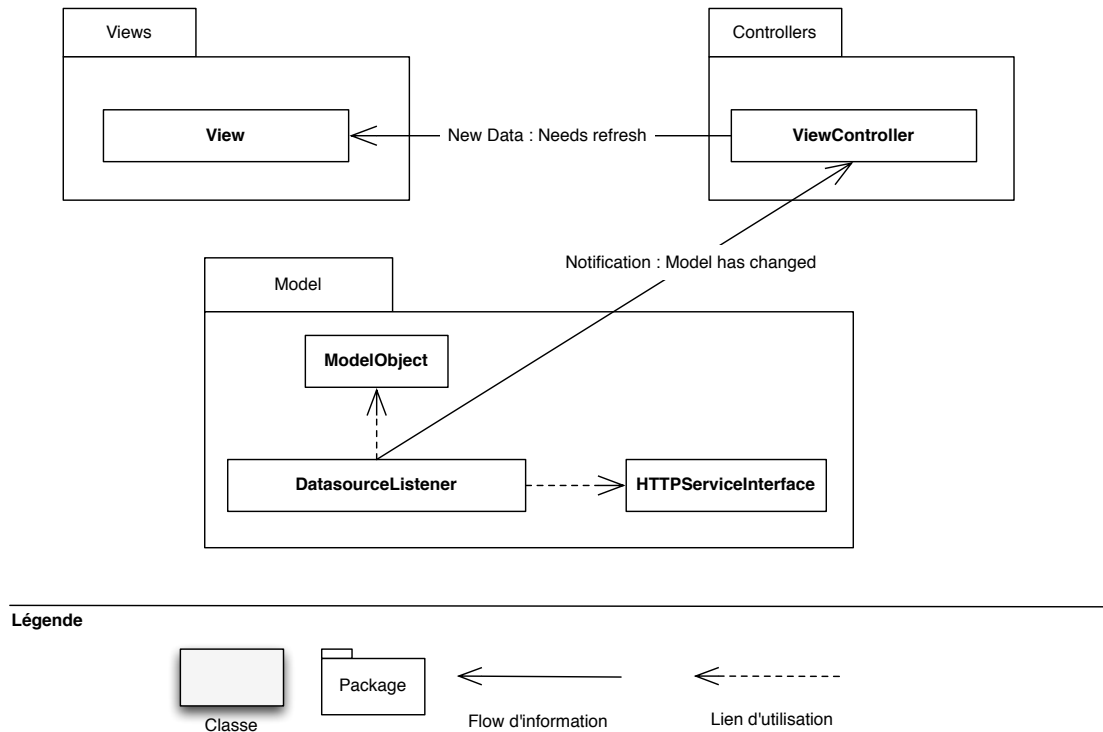 Views
Controllers
View
New Data : Needs refresh
ViewController
Notification : Model has changed
Model
ModelObject
DatasourceListener
HTTPServiceInterface
Légende
Package
Classe
Flow d'information
Lien d'utilisation